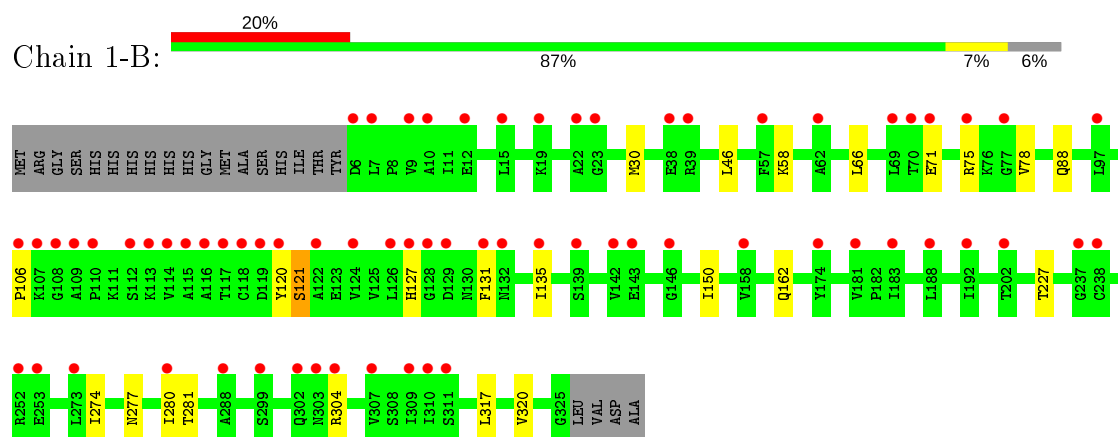 20%
Chain 1-B:
87% 7% 6%
MET ARG GLY SER HIS HIS HIS HIS HIS HIS GLY MET ALA SER HIS ILE THR TYR D6 L7 P8 V9 A10 I11 E12 L15 K19 A22 G23 M30 E38 R39 L46 F57 K58 A62 L66 L69 T70 E71 R75 K76 G77 V78 Q88 L97
P106 K107 G108 A109 P110 K111 S112 K113 V114 A115 A116 T117 C118 D119 Y120 S121 A122 E123 V124 V125 L126 H127 G128 D129 N130 F131 N132 I135 S139 V142 E143 G146 I150 V158 Q162 Y174 V181 P182 I183 L188 I192 T202 T227 G237 C238
R252 E253 L273 I274 N277 I280 T281 A288 S299 Q302 N303 R304 V307 S308 I309 I310 S311 L317 V320 G325 LEU VAL ASP ALA